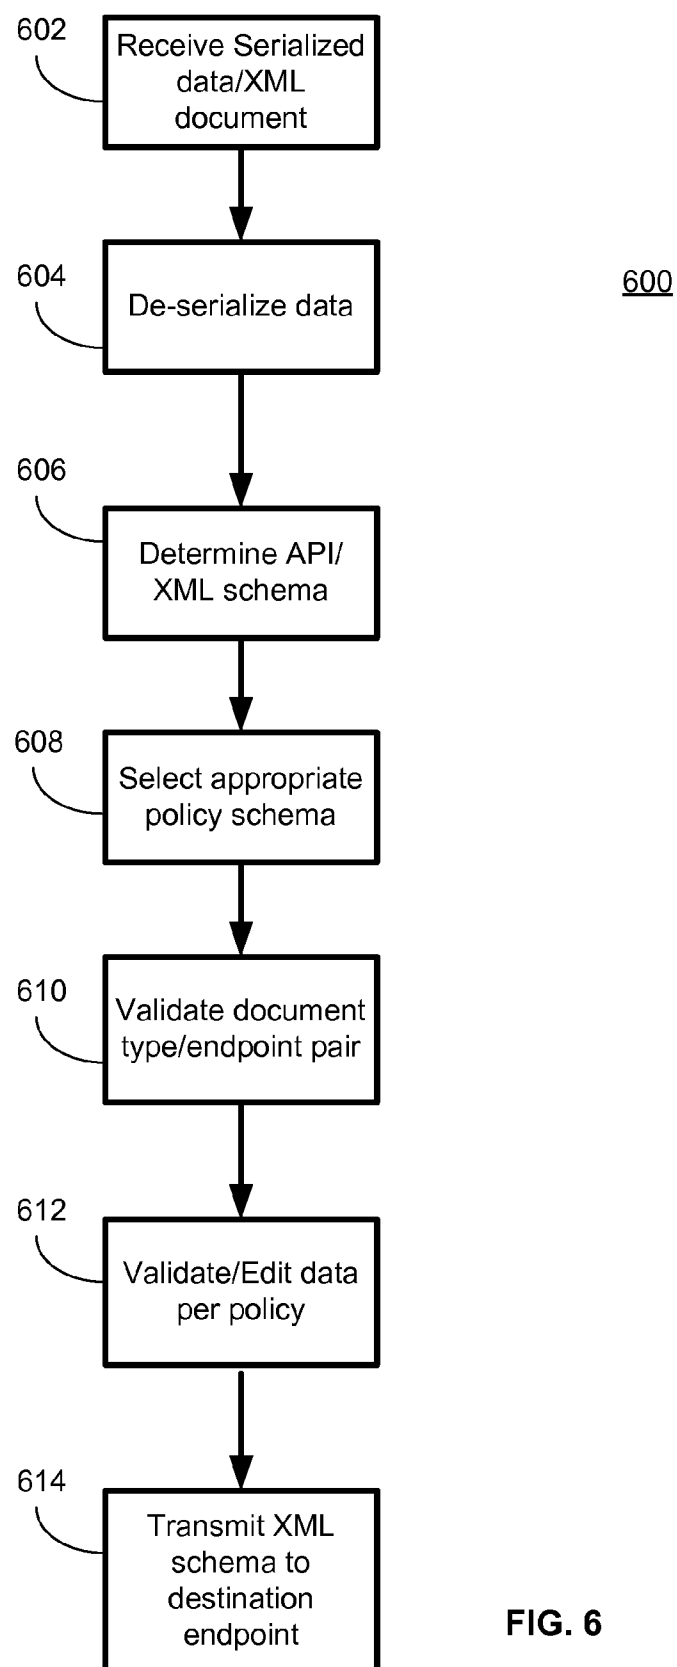 602
Receive Serialized
data/XML
document
604
De-serialize data
600
606
Determine API/
XML schema
608
Select appropriate
policy schema
610
Validate document
type/endpoint pair
612
Validate/Edit data
per policy
614
Transmit XML
schema to
destination
endpoint
FIG. 6